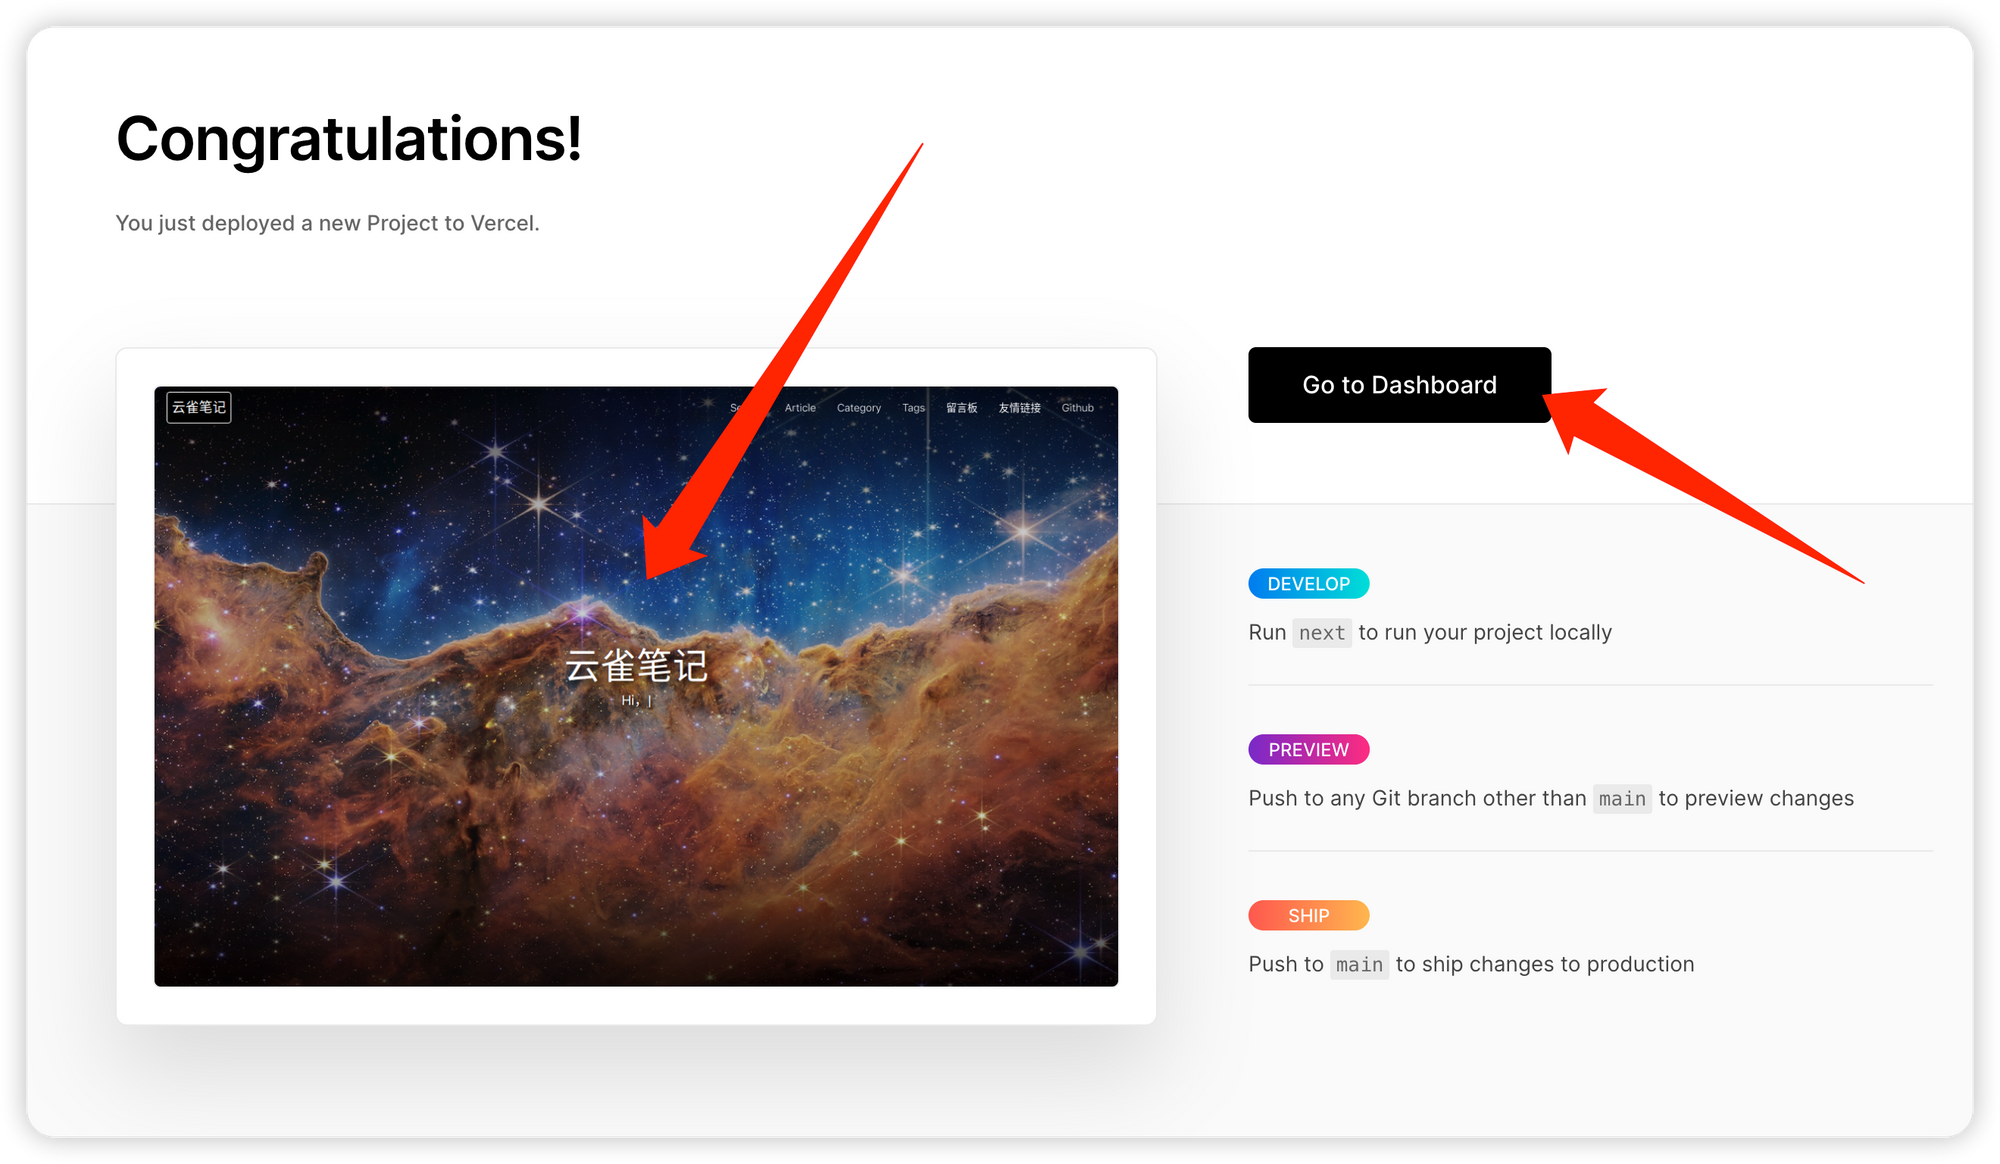 Congratulations!
You just deployed a new Project to Vercel.
云雀笔记
Article Category Tags 留言板 友情链接 Github
云雀笔记
Hi， |
Go to Dashboard
DEVELOP
Run next to run your project locally
PREVIEW
Push to any Git branch other than main to preview changes
SHIP
Push to main to ship changes to production